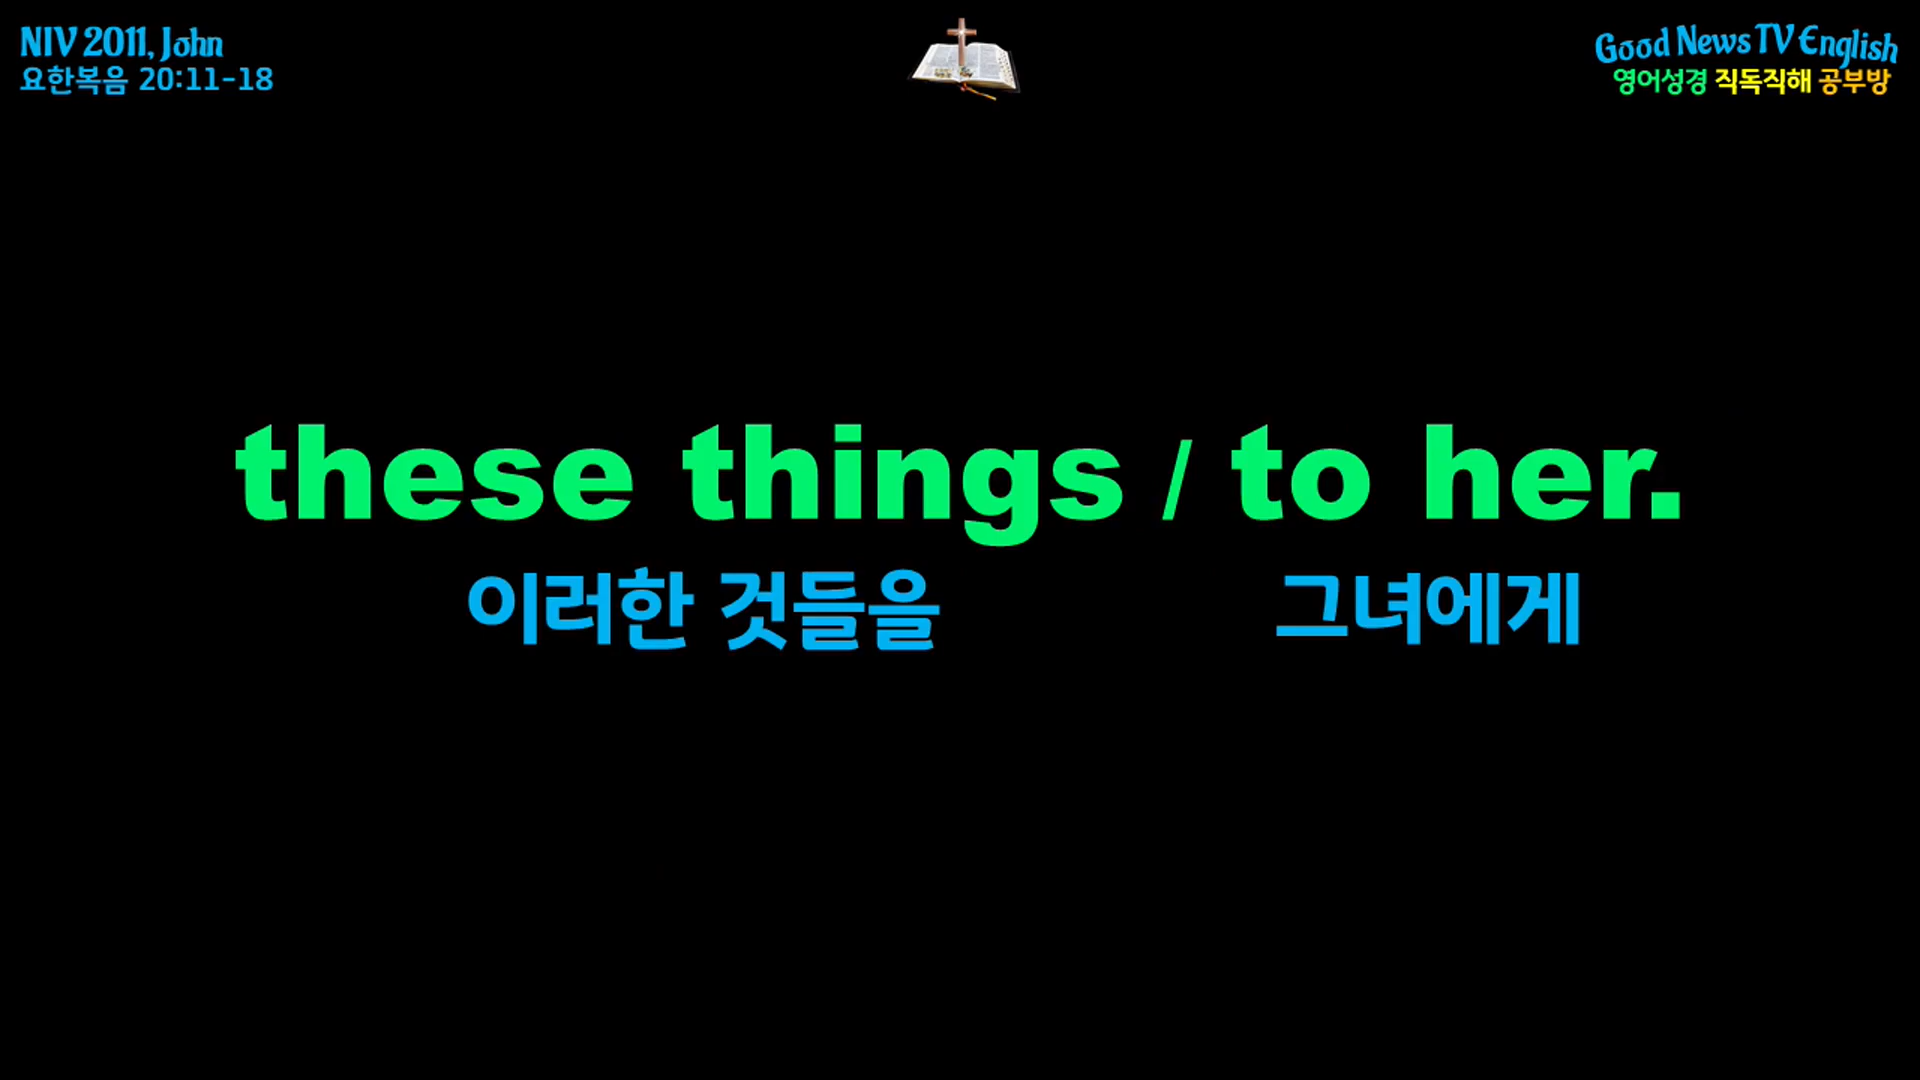 NIV 2011, John
요한복음 20:11-18
Good News TV English
영어성경 직독직해 공부방
these things / to her.
이러한 것들을 그녀에게